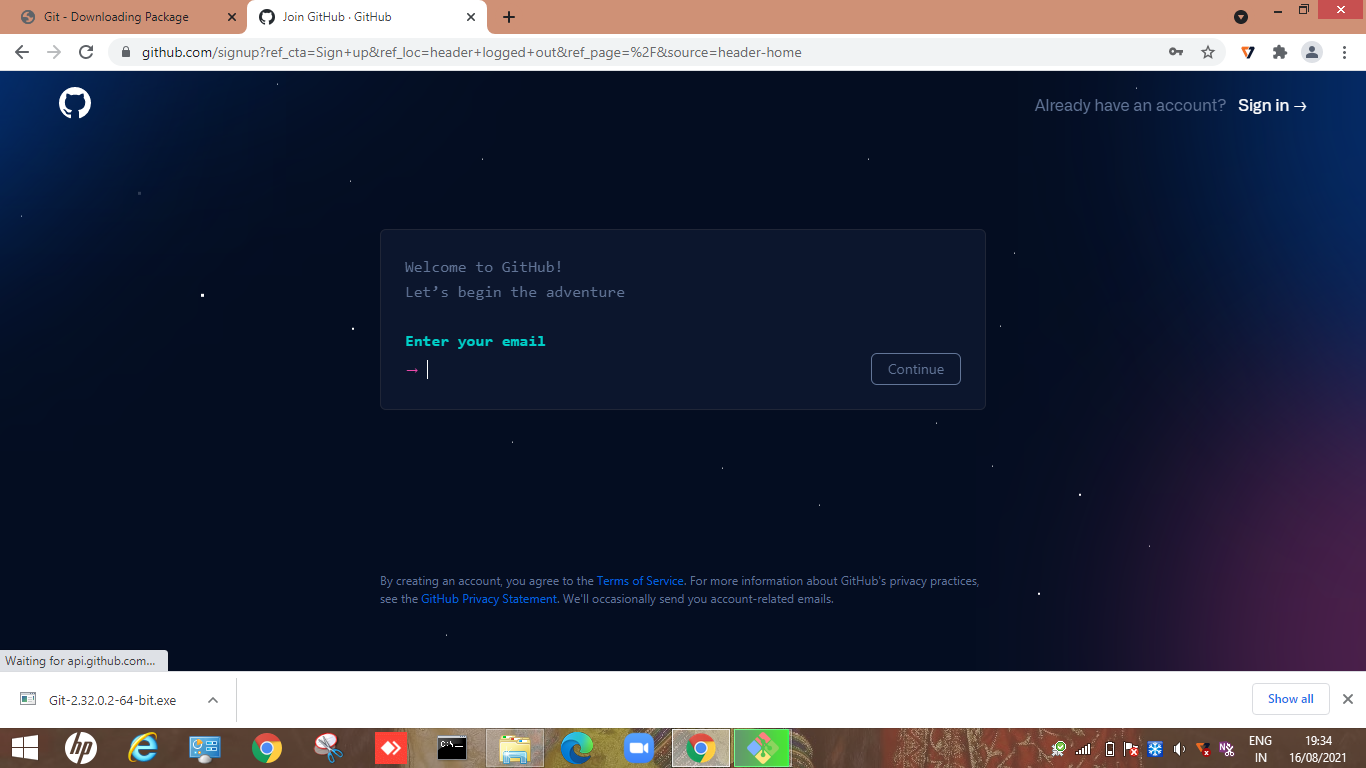 Git - Downloading Package
Join GitHub · GitHub
github.com/signup?ref_cta=Sign+up&ref_loc=header+logged+out&ref_page=%2F&source=header-home
Already have an account? Sign in →
Welcome to GitHub!
Let’s begin the adventure
Enter your email
→
Continue
By creating an account, you agree to the Terms of Service. For more information about GitHub's privacy practices,
see the GitHub Privacy Statement. We'll occasionally send you account-related emails.
Waiting for api.github.com...
Git-2.32.0.2-64-bit.exe
Show all
hp
C:\
ENG
IN
19:34
16/08/2021